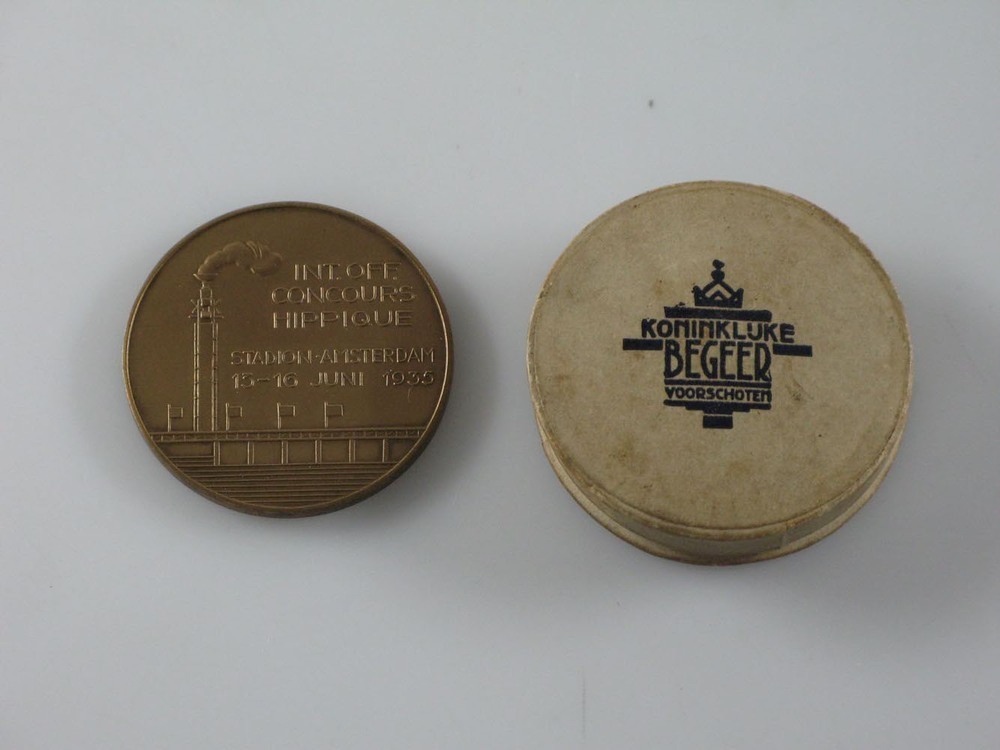 INT. OFF.
CONCOURS
HIPPIQUE
STADION-AMSTERDAM
15-16 JUNI 1935
KONINKLIJKE
BEGEER
VOORSCHOTEN